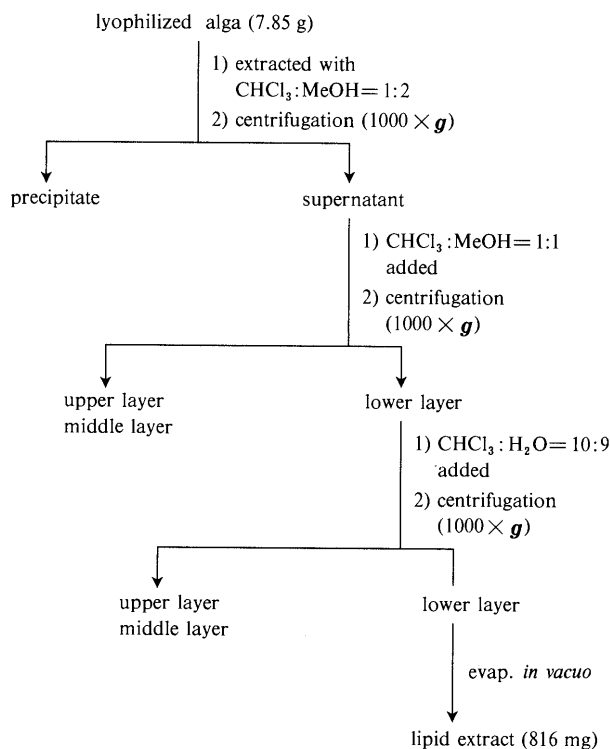 lyophilized alga (7.85 g)
1) extracted with
CHCl₃:MeOH=1:2
2) centrifugation (1000 × g)
precipitate
supernatant
1) CHCl₃:MeOH=1:1
added
2) centrifugation
(1000 × g)
upper layer
middle layer
lower layer
1) CHCl₃:H₂O=10:9
added
2) centrifugation
(1000 × g)
upper layer
middle layer
lower layer
evap. in vacuo
lipid extract (816 mg)